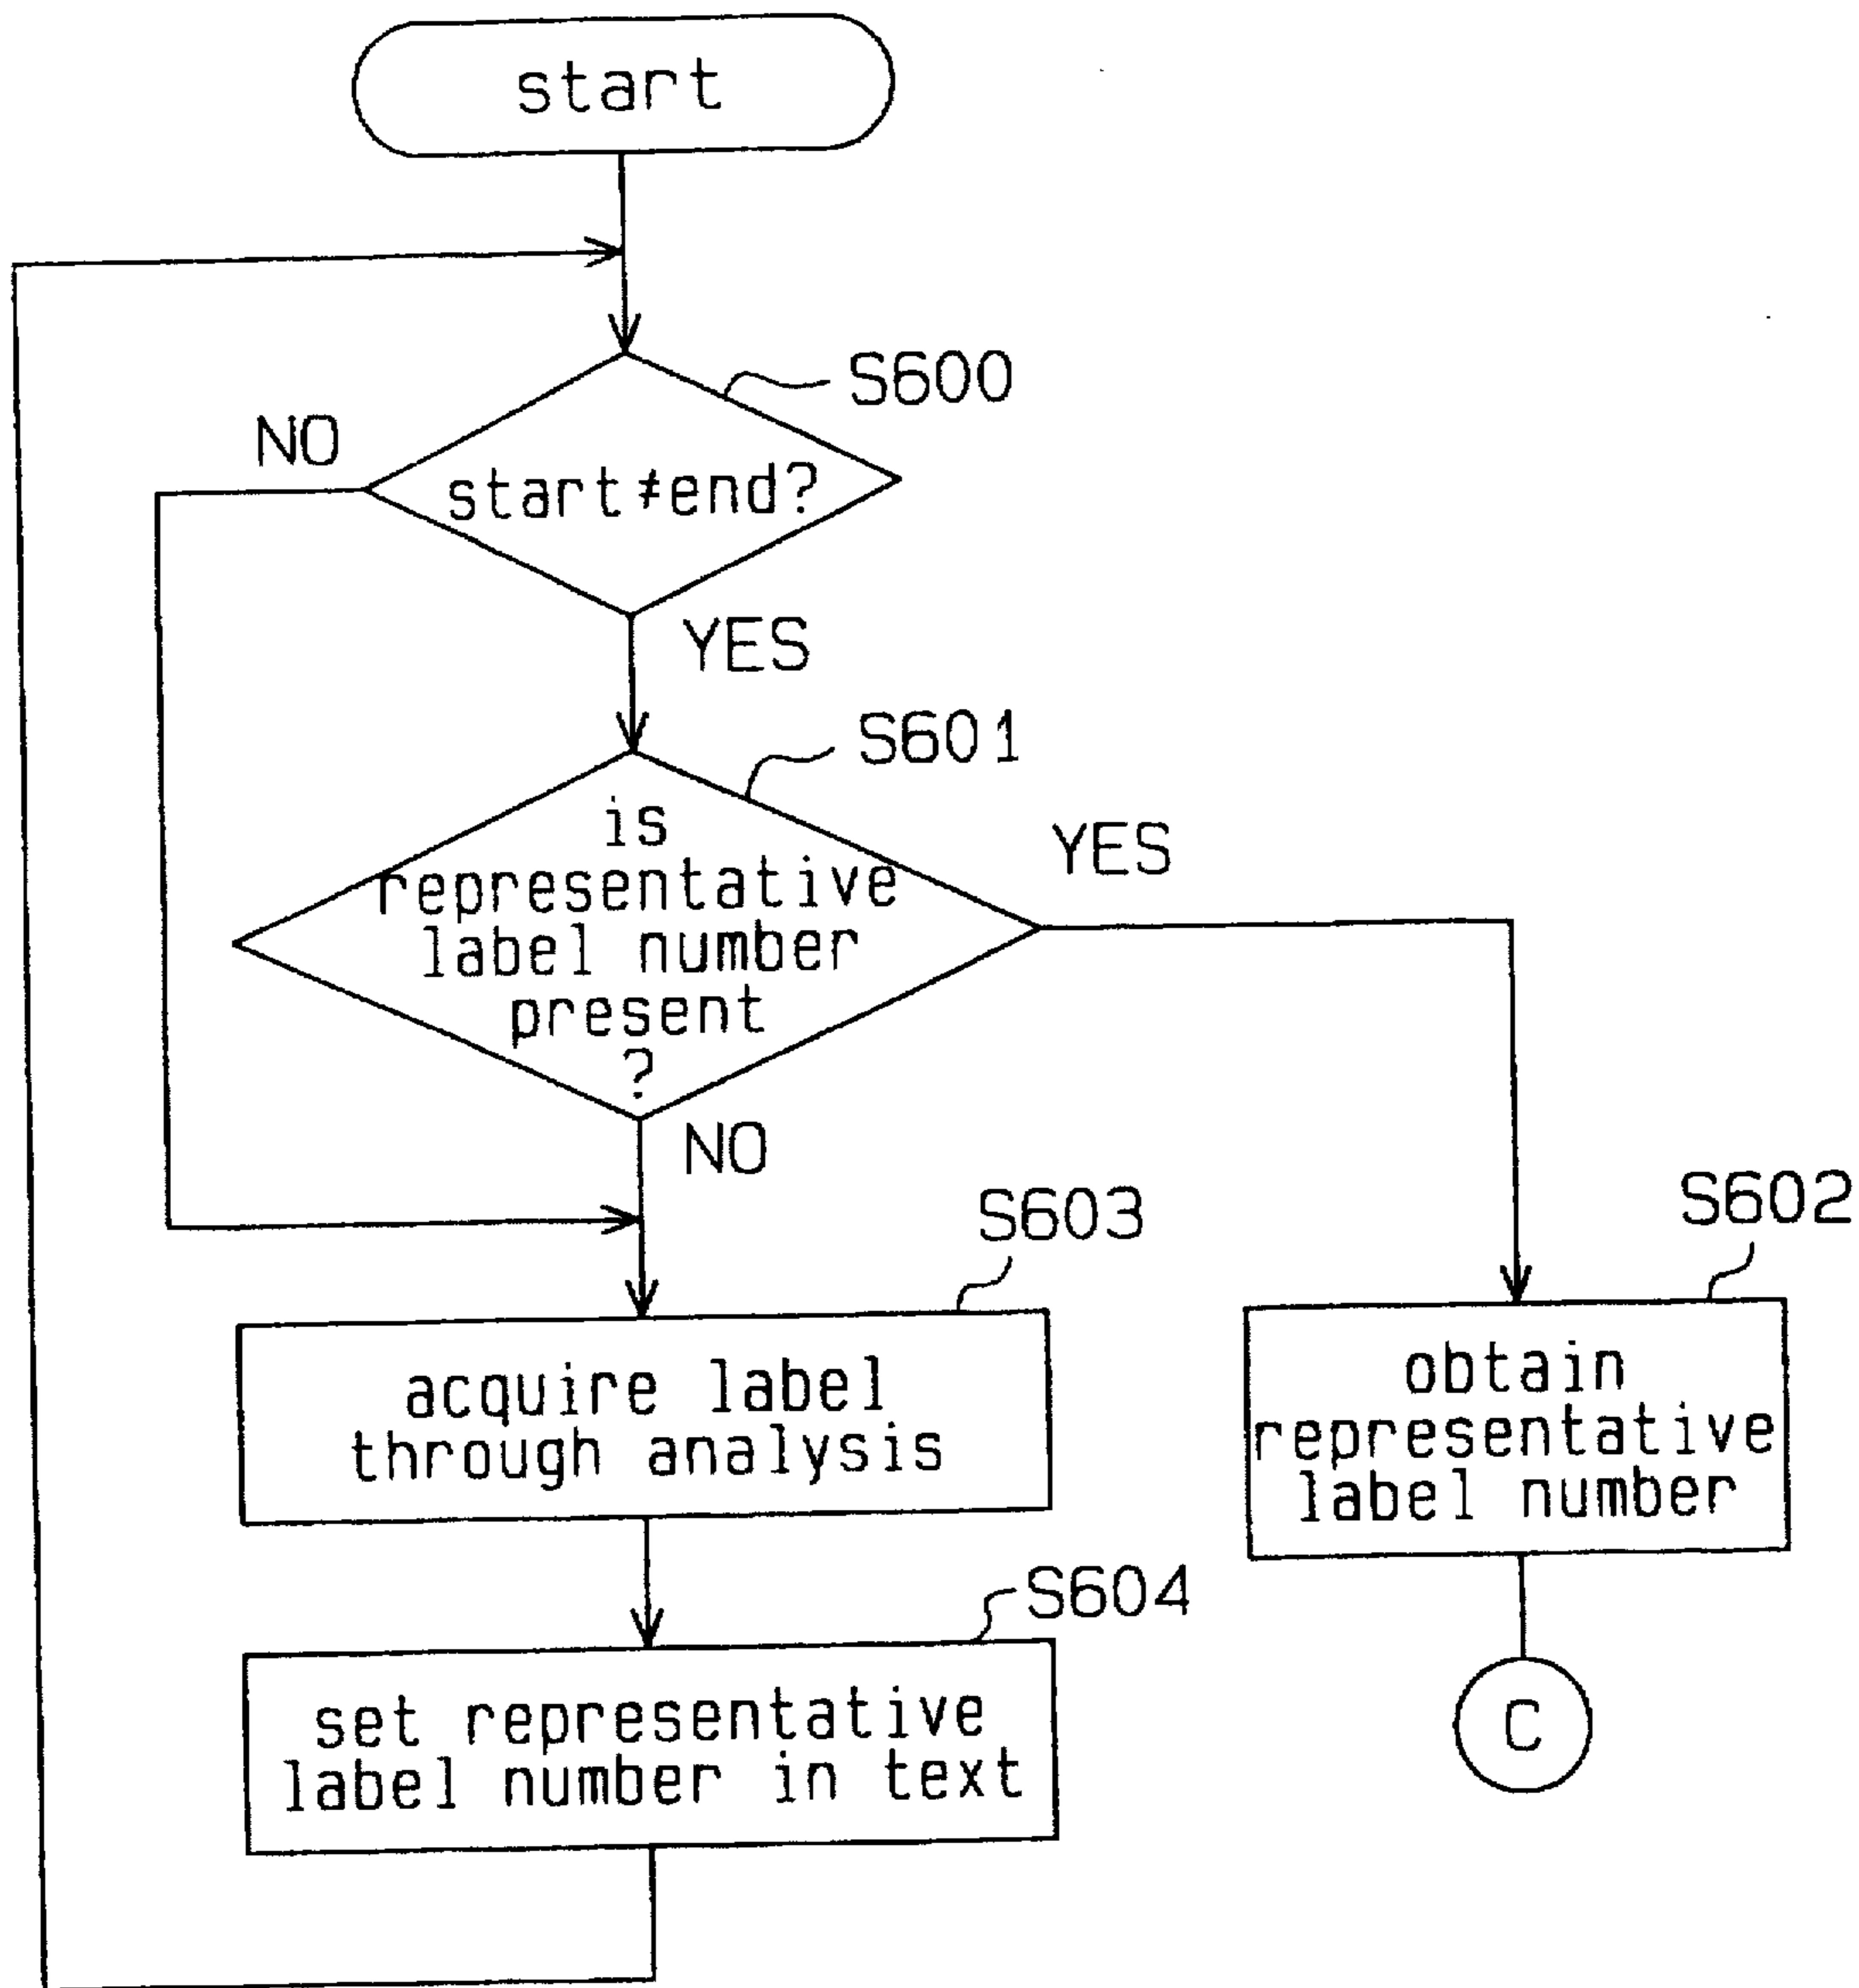 start
S600
NO
start≠end?
YES
S601
is
representative
label number
present
?
YES
NO
S603
S602
acquire label
through analysis
obtain
representative
label number
S604
set representative
label number in text
C